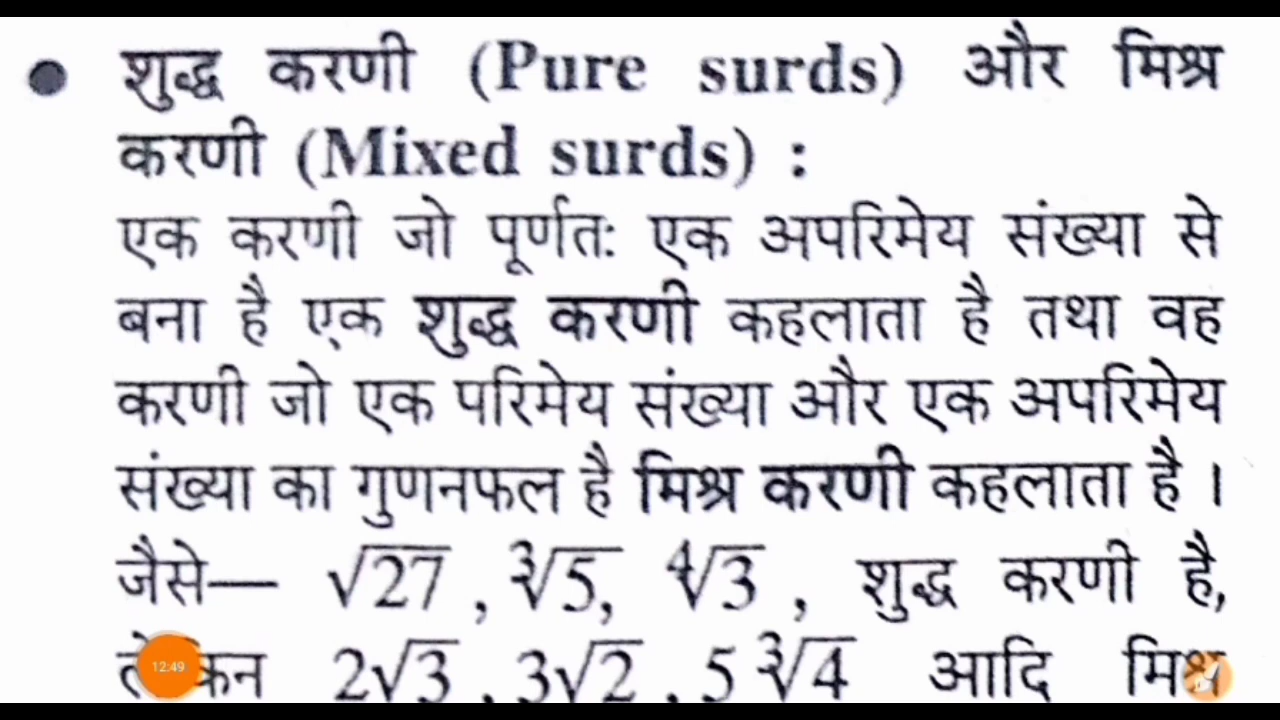 ● शुद्ध करणी (Pure surds) और मिश्र
करणी (Mixed surds) :
एक करणी जो पूर्णतः एक अपरिमेय संख्या से
बना है एक शुद्ध करणी कहलाता है तथा वह
करणी जो एक परिमेय संख्या और एक अपरिमेय
संख्या का गुणनफल है मिश्र करणी कहलाता है ।
जैसे— √27 , ∛5, ∜3 , शुद्ध करणी है,
2√3 , 3√2 , 5 ∛4 आदि मिश्र
12:49